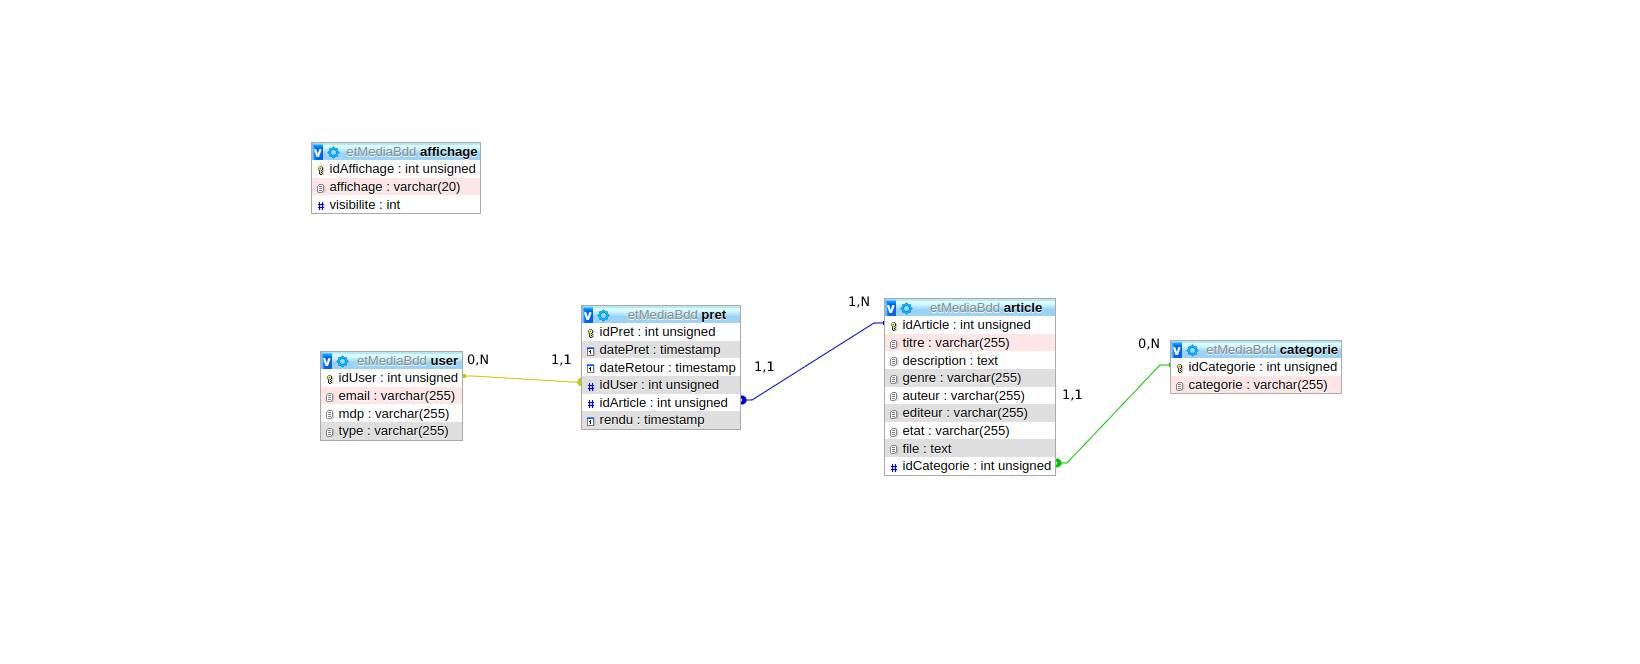 v etMediaBdd affichage
idAffichage : int unsigned
affichage : varchar(20)
# visibilite : int
v etMediaBdd user
idUser : int unsigned
email : varchar(255)
mdp : varchar(255)
type : varchar(255)
0,N
1,1
v etMediaBdd pret
idPret : int unsigned
datePret : timestamp
dateRetour : timestamp
# idUser : int unsigned
# idArticle : int unsigned
rendu : timestamp
1,1
1,N
v etMediaBdd article
idArticle : int unsigned
titre : varchar(255)
description : text
genre : varchar(255)
auteur : varchar(255)
editeur : varchar(255)
etat : varchar(255)
file : text
# idCategorie : int unsigned
1,1
0,N
v etMediaBdd categorie
idCategorie : int unsigned
categorie : varchar(255)